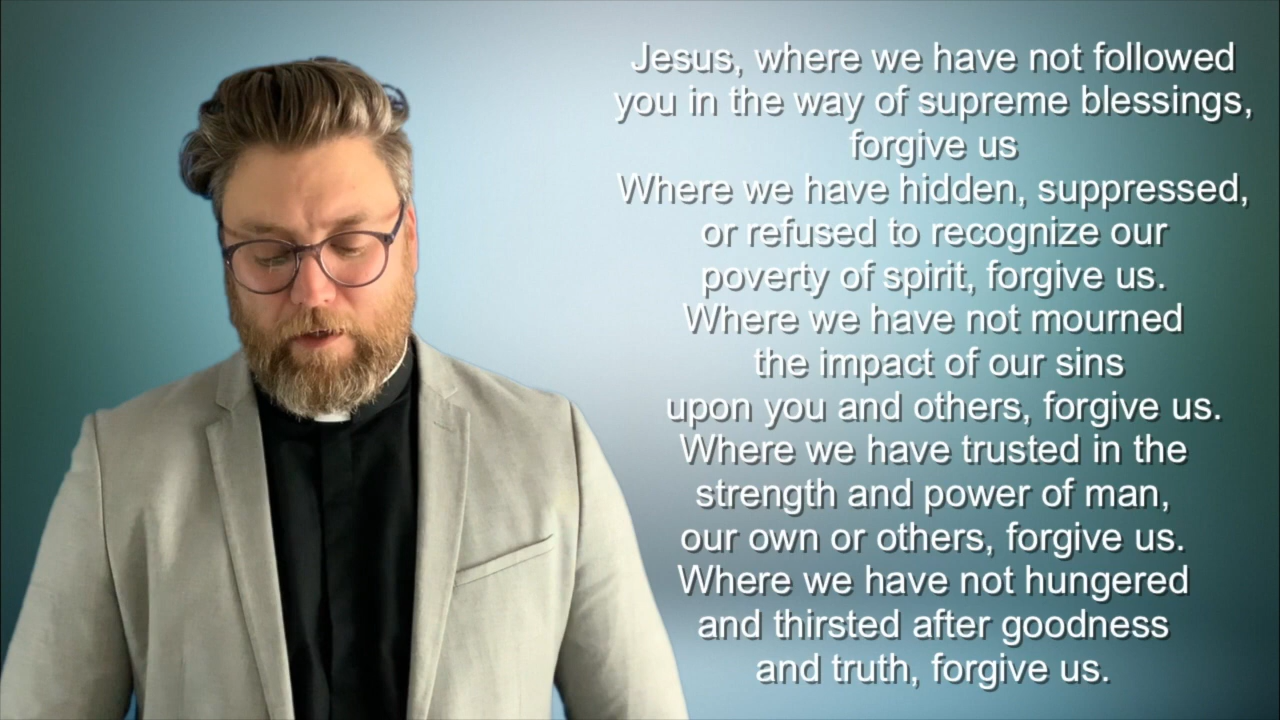 Jesus, where we have not followed
you in the way of supreme blessings,
forgive us
Where we have hidden, suppressed,
or refused to recognize our
poverty of spirit, forgive us.
Where we have not mourned
the impact of our sins
upon you and others, forgive us.
Where we have trusted in the
strength and power of man,
our own or others, forgive us.
Where we have not hungered
and thirsted after goodness
and truth, forgive us.